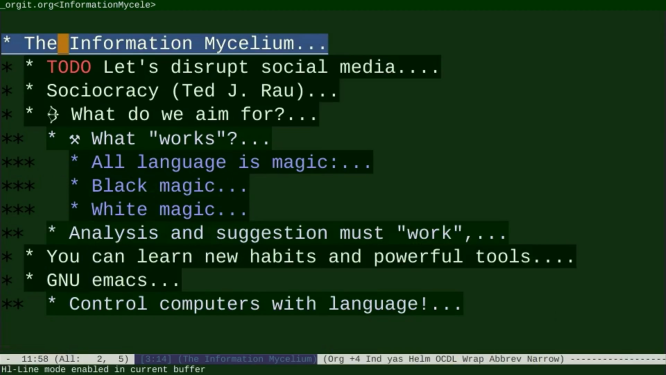 _orgit.org<InformationMycele>
* The Information Mycelium...
* * TODO Let's disrupt social media....
* * Sociocracy (Ted J. Rau)...
* * 🏹 What do we aim for?...
** * ⚒ What "works"?...
*** * All language is magic:...
*** * Black magic...
*** * White magic...
** * Analysis and suggestion must "work",...
* * You can learn new habits and powerful tools....
* * GNU emacs...
** * Control computers with language!...
- 11:58 (All: 2, 5) [3:14] (The Information Mycelium) (Org +4 Ind yas Helm OCDL Wrap Abbrev Narrow) -----------------
Hl-Line mode enabled in current buffer